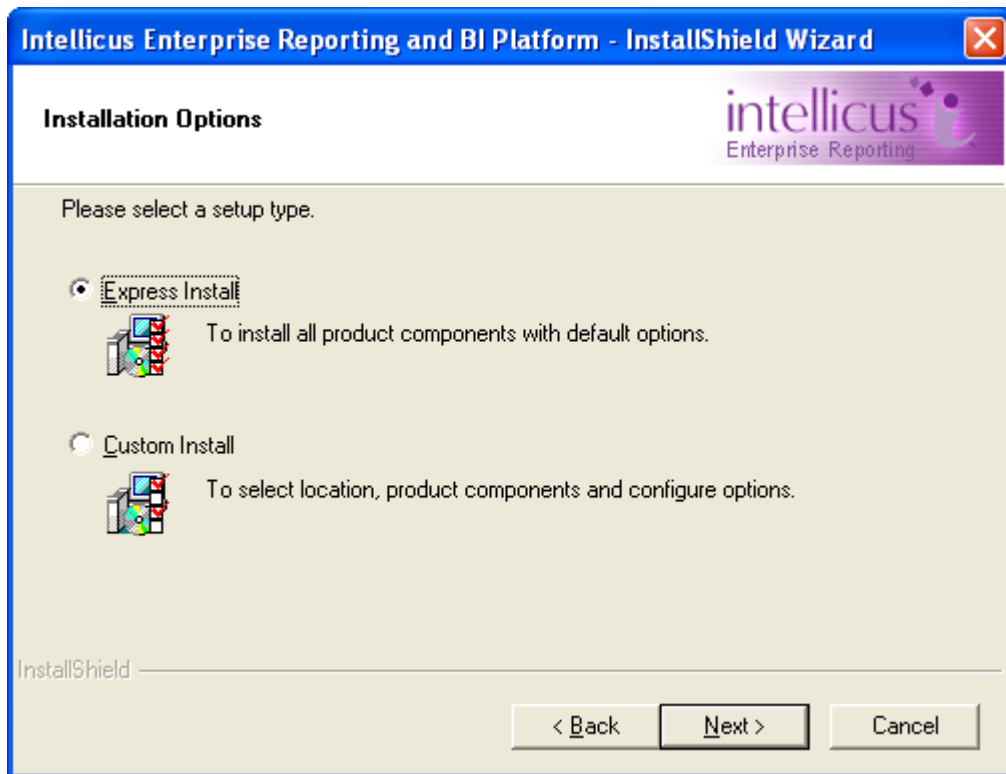 Intellicus Enterprise Reporting and BI Platform - InstallShield Wizard
Installation Options
intellicus
Enterprise Reporting
Please select a setup type.
Express Install
To install all product components with default options.
Custom Install
To select location, product components and configure options.
InstallShield
< Back
Next >
Cancel